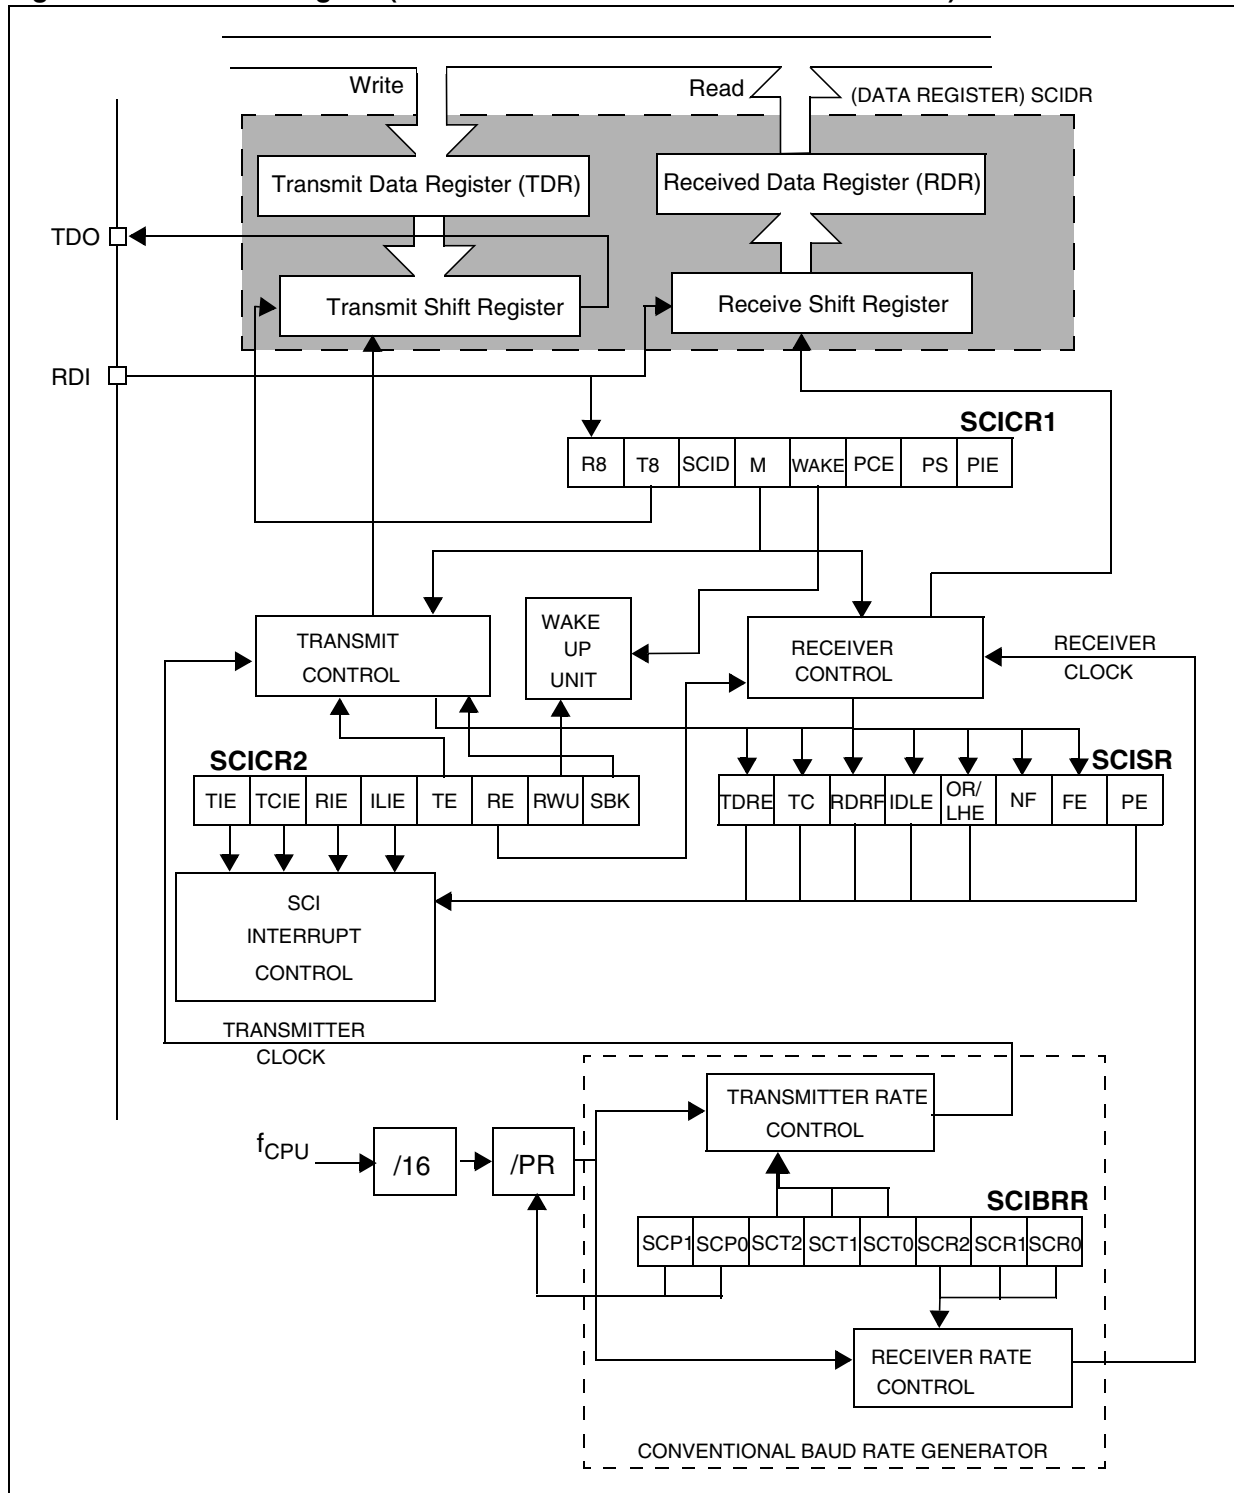 Write
Read
(DATA REGISTER) SCIDR
Transmit Data Register (TDR)
Received Data Register (RDR)
TDO
Transmit Shift Register
Receive Shift Register
RDI
SCICR1
R8 T8 SCID M WAKE PCE PS PIE
TRANSMIT
CONTROL
WAKE
UP
UNIT
RECEIVER
CONTROL
RECEIVER
CLOCK
SCICR2
SCISR
TIE TCIE RIE ILIE TE RE RWU SBK
TDRE TC RDRF IDLE OR/
LHE NF FE PE
SCI
INTERRUPT
CONTROL
TRANSMITTER
CLOCK
TRANSMITTER RATE
CONTROL
fCPU
/16
/PR
SCIBRR
SCP1 SCP0 SCT2 SCT1 SCT0 SCR2 SCR1 SCR0
RECEIVER RATE
CONTROL
CONVENTIONAL BAUD RATE GENERATOR